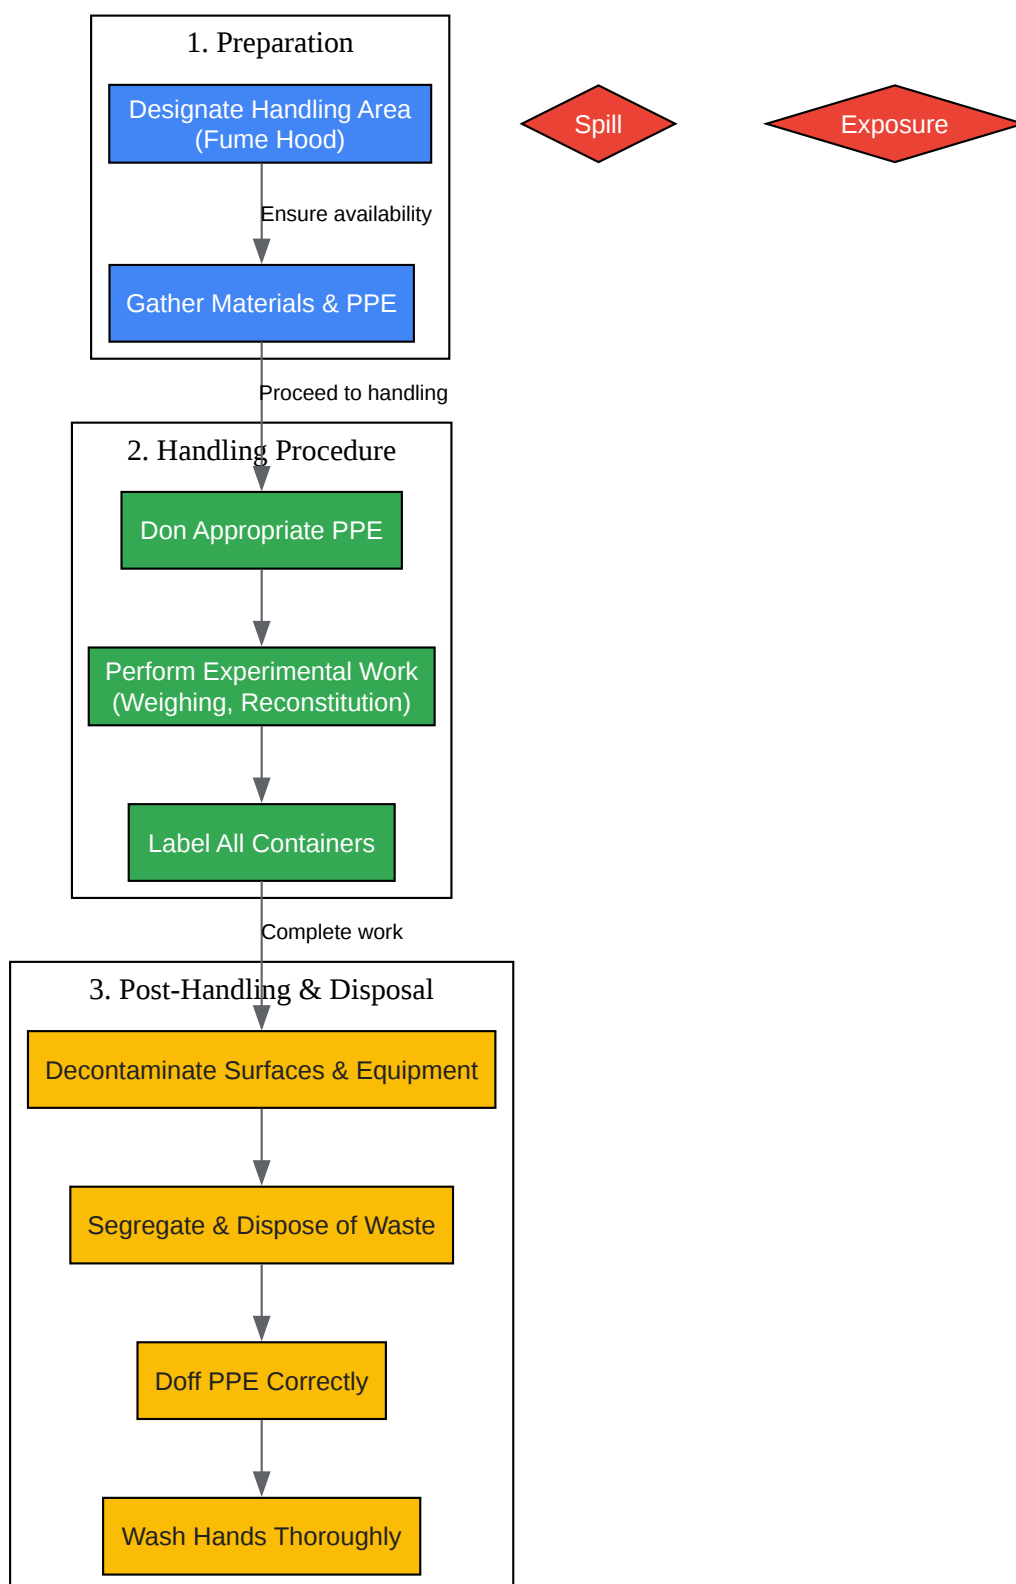 1. Preparation
Designate Handling Area
(Fume Hood)
Spill
Exposure
Ensure availability
Gather Materials & PPE
Proceed to handling
2. Handling Procedure
Don Appropriate PPE
Perform Experimental Work
(Weighing, Reconstitution)
Label All Containers
Complete work
3. Post-Handling & Disposal
Decontaminate Surfaces & Equipment
Segregate & Dispose of Waste
Doff PPE Correctly
Wash Hands Thoroughly